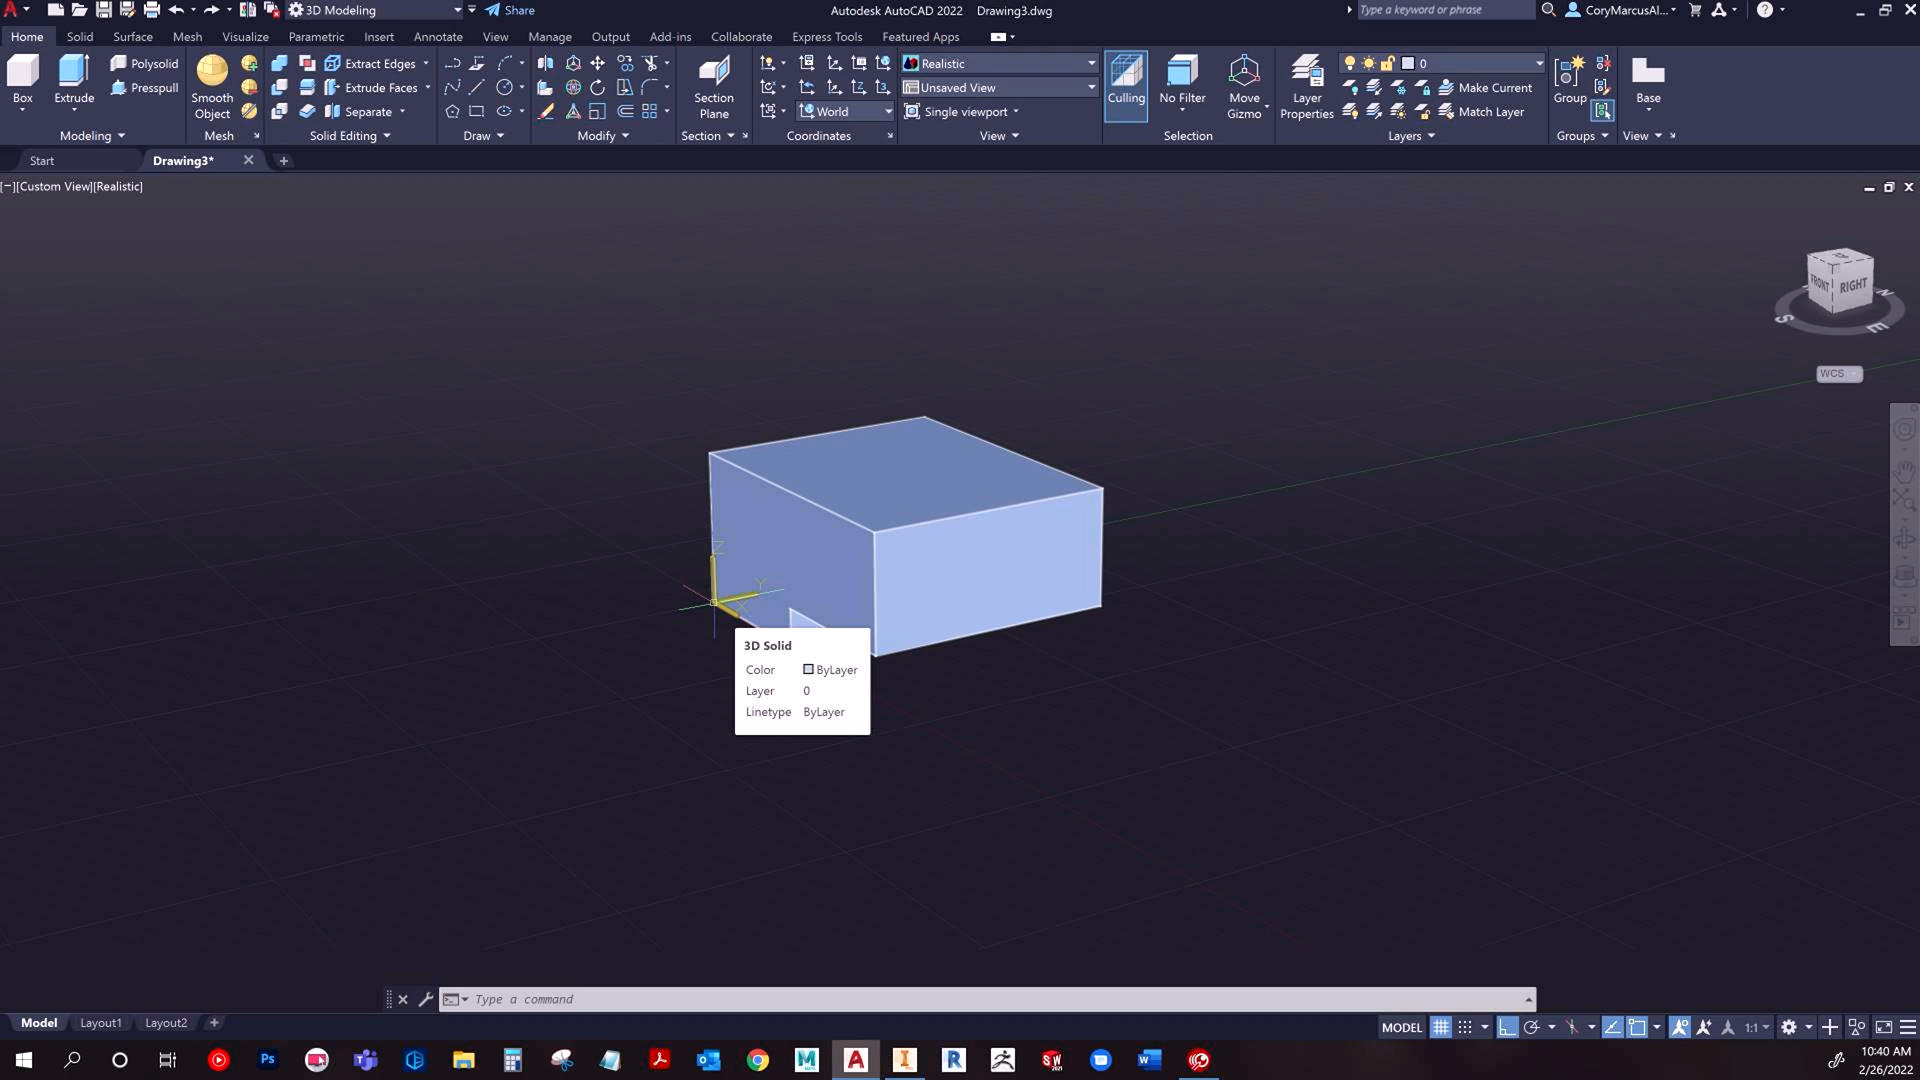 3D Modeling
Share
Autodesk AutoCAD 2022 Drawing3.dwg
Type a keyword or phrase
CoryMarcusAl...
Home Solid Surface Mesh Visualize Parametric Insert Annotate View Manage Output Add-ins Collaborate Express Tools Featured Apps
Box
Extrude
Polysolid
Presspull
Modeling
Smooth
Object
Mesh
Extract Edges
Extrude Faces
Separate
Solid Editing
Draw
Modify
Section
Plane
Section
World
Coordinates
Realistic
Unsaved View
Single viewport
View
Culling
No Filter
Move
Gizmo
Selection
Layer
Properties
0
Make Current
Match Layer
Layers
Group
Groups
Base
View
Start
Drawing3*
[−][Custom View][Realistic]
FRONT
RIGHT
S
E
N
WCS
Z
Y
X
3D Solid
Color ByLayer
Layer 0
Linetype ByLayer
Type a command
Model Layout1 Layout2
MODEL
1:1
10:40 AM
2/26/2022